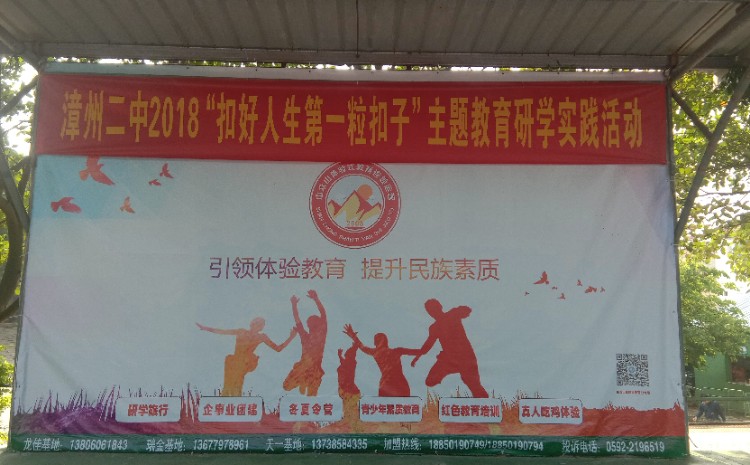 漳州二中2018“扣好人生第一粒扣子”主题教育研学实践活动
引领体验教育 提升民族素质
研学旅行 企事业团结 冬夏令营 青少年素质教育 红色教育培训 真人吃鸡体验
龙佳基地：13806061843 瑞金基地：13677978961 天一基地：13738584335 加盟热线：18850190749/18850190794 投诉电话：0592-2196519